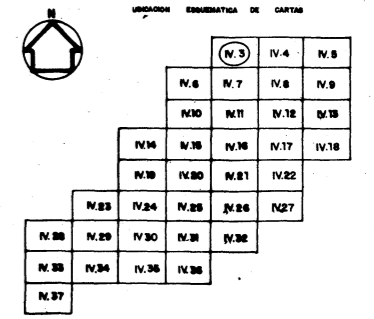 UBICACION ESQUEMATICA DE CARTAS
N
IV. 3 IV. 4 IV. 5
IV. 6 IV. 7 IV. 8 IV. 9
IV.10 IV.11 IV.12 IV.13
IV.14 IV.15 IV.16 IV.17 IV.18
IV.19 IV.20 IV.21 IV.22
IV.23 IV.24 IV.25 IV.26 IV.27
IV.28 IV.29 IV.30 IV.31 IV.32
IV.33 IV.34 IV.35 IV.36
IV.37